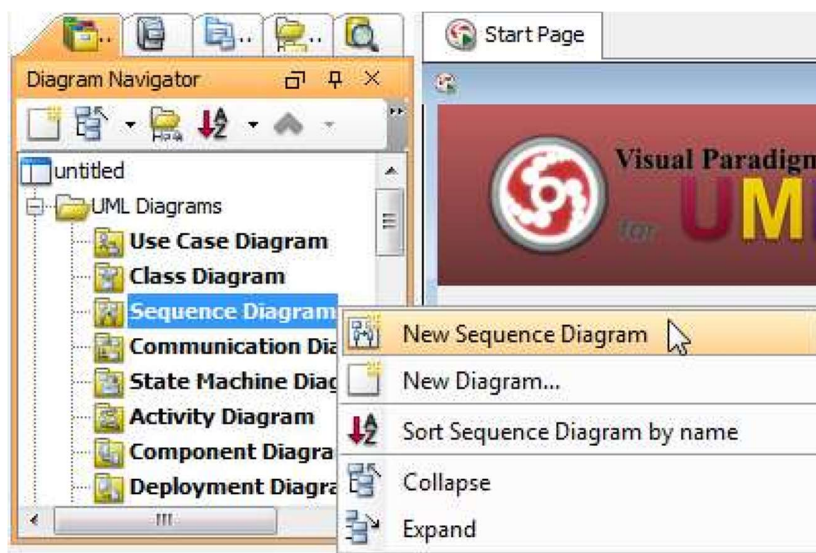 Start Page
Diagram Navigator
Visual Paradigm
for UM
untitled
UML Diagrams
Use Case Diagram
Class Diagram
Sequence Diagram
Communication Dia
State Machine Diag
Activity Diagram
Component Diagra
Deployment Diagra
New Sequence Diagram
New Diagram...
Sort Sequence Diagram by name
Collapse
Expand